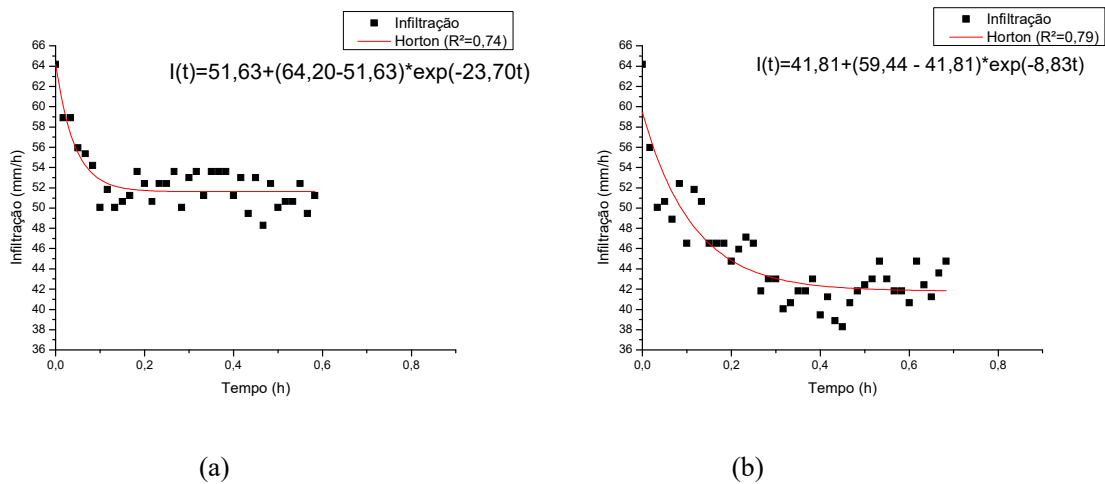 Infiltração
Horton (R²=0,74)
I(t)=51,63+(64,20-51,63)*exp(-23,70t)
66
64
62
60
58
56
54
52
50
48
46
44
42
40
38
36
Infiltração (mm/h)
0,0 0,2 0,4 0,6 0,8
Tempo (h)
(a)
Infiltração
Horton (R²=0,79)
I(t)=41,81+(59,44 - 41,81)*exp(-8,83t)
66
64
62
60
58
56
54
52
50
48
46
44
42
40
38
36
Infiltração (mm/h)
0,0 0,2 0,4 0,6 0,8
Tempo (h)
(b)